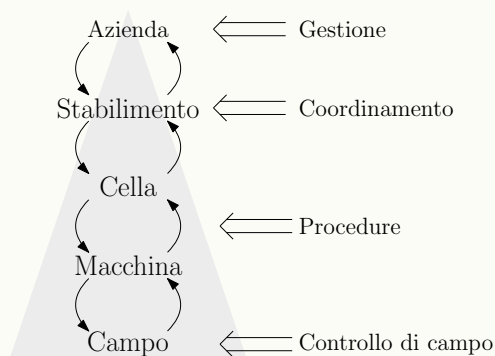 Azienda
Gestione
Stabilimento
Coordinamento
Cella
Procedure
Macchina
Campo
Controllo di campo